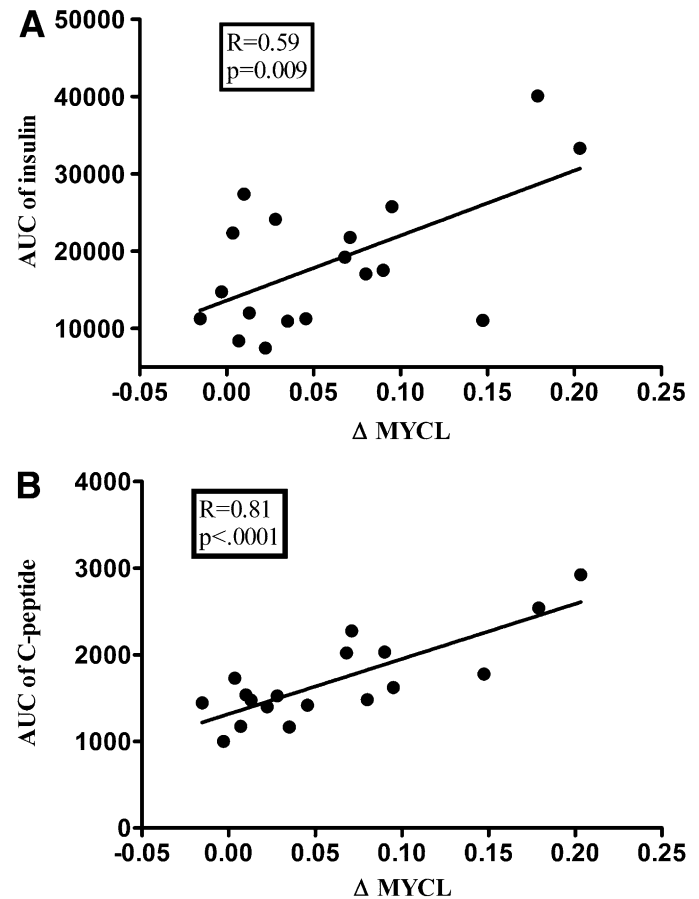 A
50000
40000
30000
20000
10000
AUC of insulin
R=0.59
p=0.009
-0.05 0.00 0.05 0.10 0.15 0.20 0.25
Δ MYCL
B
4000
3000
2000
1000
0
AUC of C-peptide
R=0.81
p<.0001
-0.05 0.00 0.05 0.10 0.15 0.20 0.25
Δ MYCL